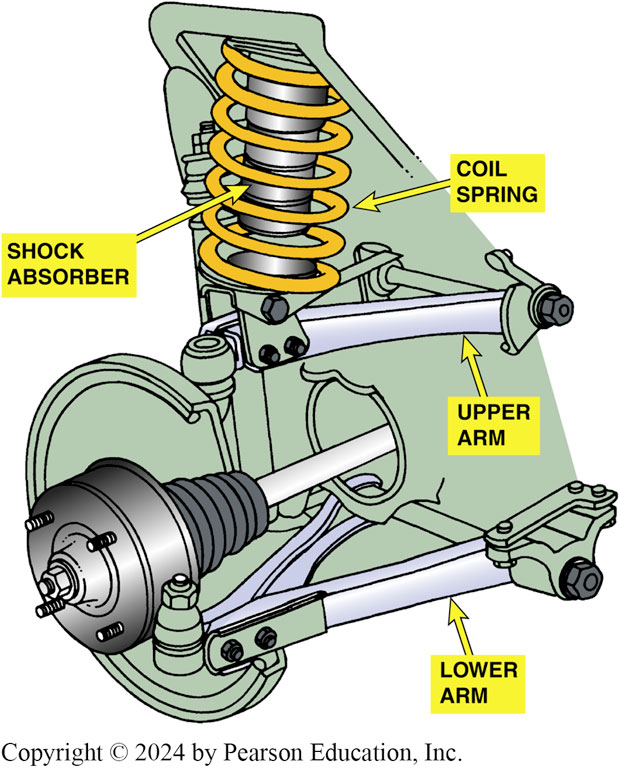 COIL
SPRING
SHOCK
ABSORBER
UPPER
ARM
LOWER
ARM
Copyright © 2024 by Pearson Education, Inc.